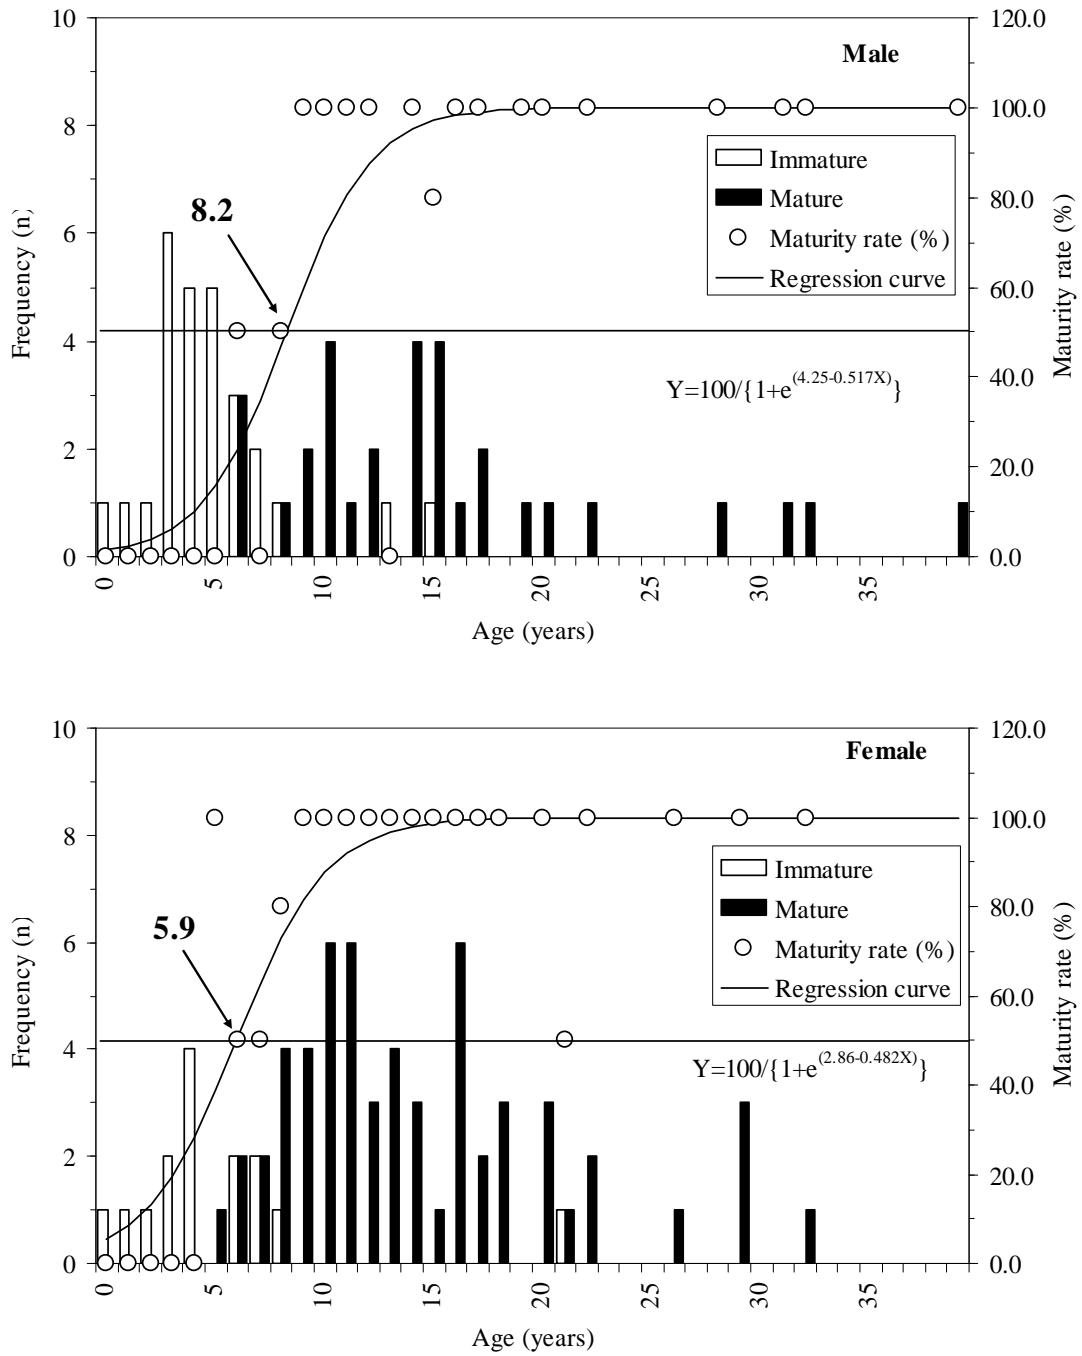 10
8
6
4
2
0
Frequency (n)
120.0
100.0
80.0
60.0
40.0
20.0
0.0
Maturity rate (%)
Male
Immature
Mature
Maturity rate (%)
Regression curve
8.2
Y=100/{1+e^(4.25-0.517X)}
0 5 10 15 20 25 30 35
Age (years)
10
8
6
4
2
0
Frequency (n)
120.0
100.0
80.0
60.0
40.0
20.0
0.0
Maturity rate (%)
Female
Immature
Mature
Maturity rate (%)
Regression curve
5.9
Y=100/{1+e^(2.86-0.482X)}
0 5 10 15 20 25 30 35
Age (years)